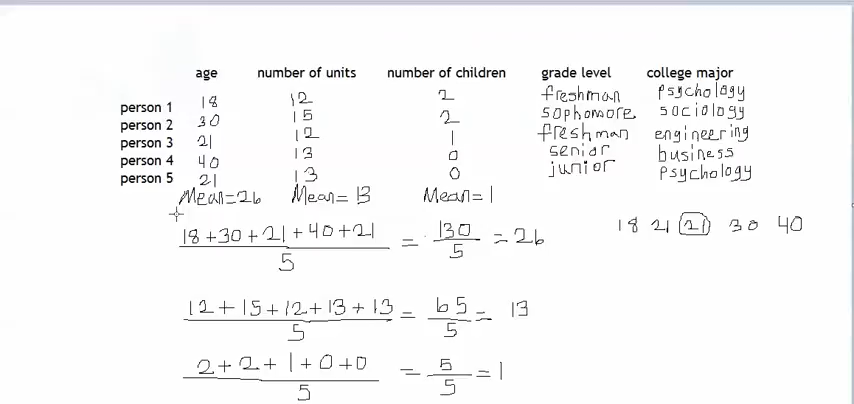 age number of units number of children grade level college major
person 1 18 12 2 freshman psychology
person 2 30 15 2 sophomore sociology
person 3 21 12 1 freshman engineering
person 4 40 13 0 senior business
person 5 21 13 0 junior psychology
Mean=26 Mean=13 Mean=1
18+30+21+40+21 = 130 = 26 18 21 21 30 40
5 5
12+15+12+13+13 = 65 = 13
5 5
2+2+1+0+0 = 5 = 1
5 5